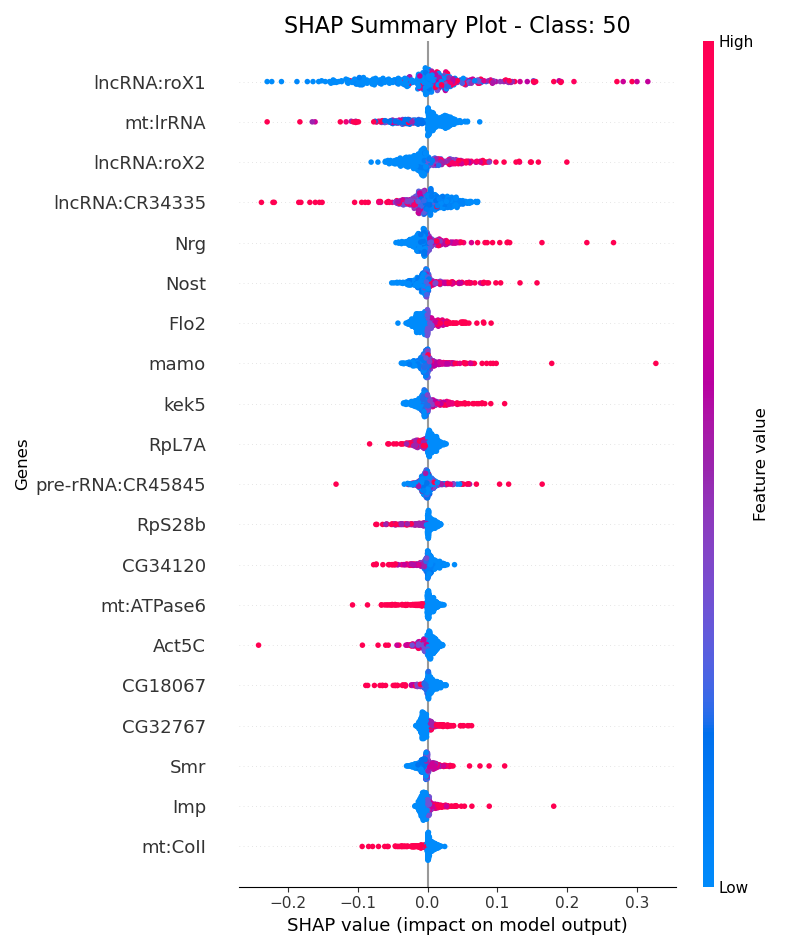 SHAP Summary Plot - Class: 50
High
lncRNA:roX1
mt:lrRNA
lncRNA:roX2
lncRNA:CR34335
Nrg
Nost
Flo2
mamo
kek5
RpL7A
pre-rRNA:CR45845
RpS28b
CG34120
mt:ATPase6
Act5C
CG18067
CG32767
Smr
Imp
mt:CoII
Genes
Feature value
Low
−0.2 −0.1 0.0 0.1 0.2 0.3
SHAP value (impact on model output)